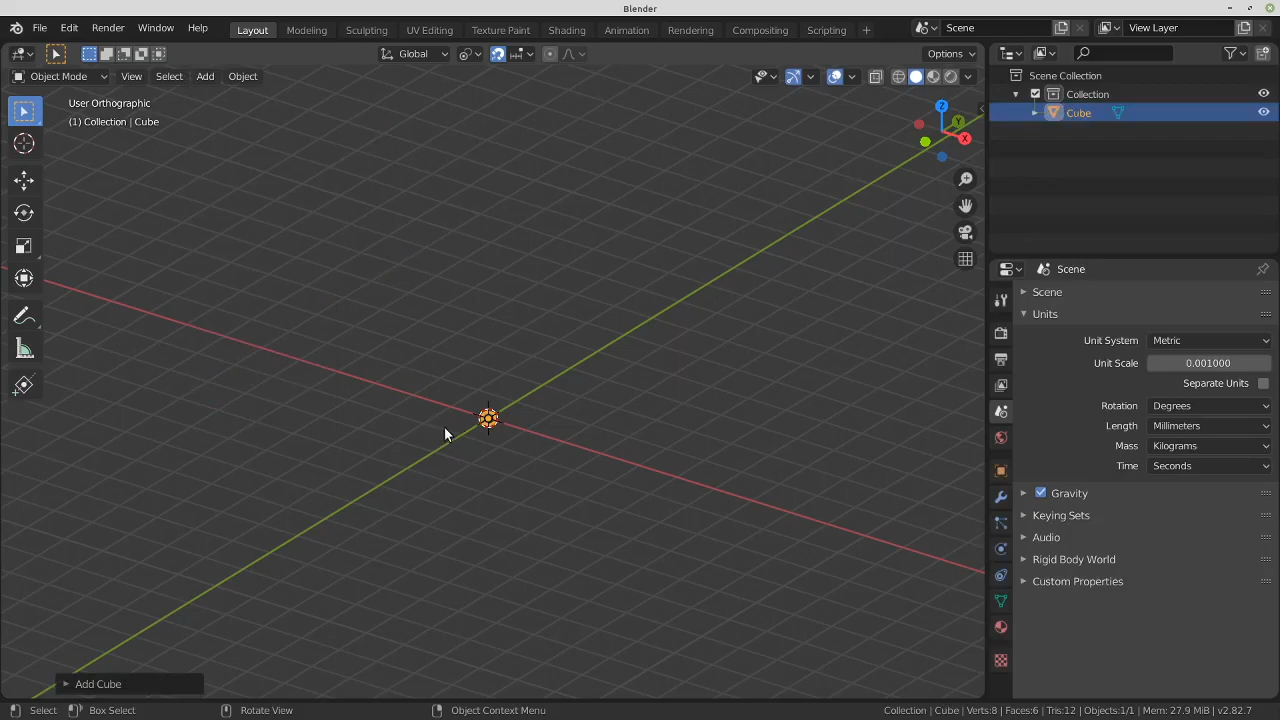 Blender
File Edit Render Window Help Layout Modeling Sculpting UV Editing Texture Paint Shading Animation Rendering Compositing Scripting + Scene View Layer
Global Options
Object Mode View Select Add Object
User Orthographic
(1) Collection | Cube
Z
Y
X
Add Cube
Scene Collection
Collection
Cube
Scene
Scene
Units
Unit System Metric
Unit Scale 0.001000
Separate Units
Rotation Degrees
Length Millimeters
Mass Kilograms
Time Seconds
Gravity
Keying Sets
Audio
Rigid Body World
Custom Properties
Select Box Select Rotate View Object Context Menu Collection | Cube | Verts:8 | Faces:6 | Tris:12 | Objects:1/1 | Mem: 27.9 MiB | v2.82.7